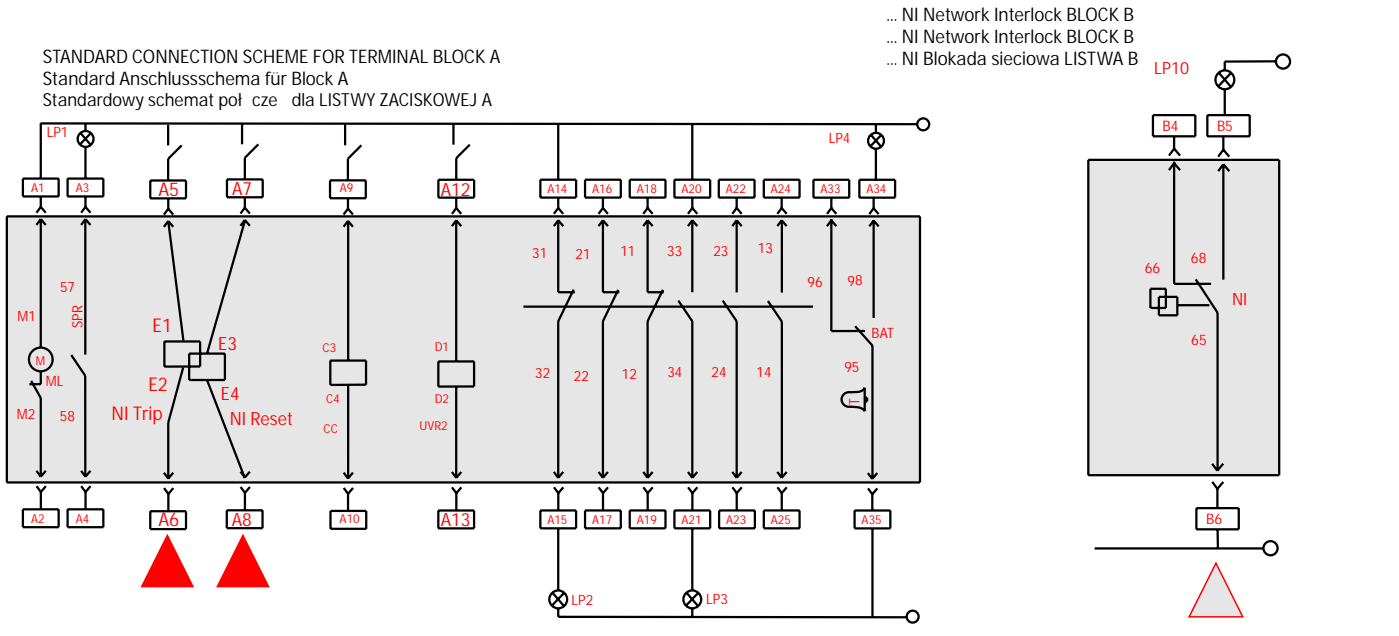 ... NI Network Interlock BLOCK B
... NI Network Interlock BLOCK B
... NI Blokada sieciowa LISTWA B
STANDARD CONNECTION SCHEME FOR TERMINAL BLOCK A
Standard Anschlussschema für Block A
Standardowy schemat poł cze dla LISTWY ZACISKOWEJ A
LP10
LP1
LP4
B4 B5
A1 A3 A5 A7 A9 A12 A14 A16 A18 A20 A22 A24 A33 A34
31 21 11 33 23 13
96 98
66 68
57
SPR
M1
E1
E3
C3 D1
NI
BAT
65
M
ML
E2
E4
32 22 12 34 24 14
95
T
C4 D2
M2 58
NI Trip
NI Reset
CC UVR2
A2 A4 A6 A8 A10 A13 A15 A17 A19 A21 A23 A25 A35
B6
LP2 LP3